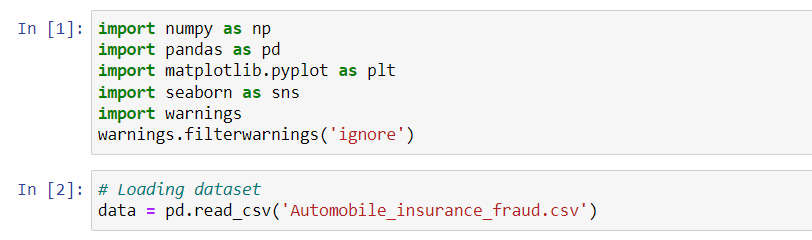 In [1]: import numpy as np
import pandas as pd
import matplotlib.pyplot as plt
import seaborn as sns
import warnings
warnings.filterwarnings('ignore')
In [2]: # Loading dataset
data = pd.read_csv('Automobile_insurance_fraud.csv')